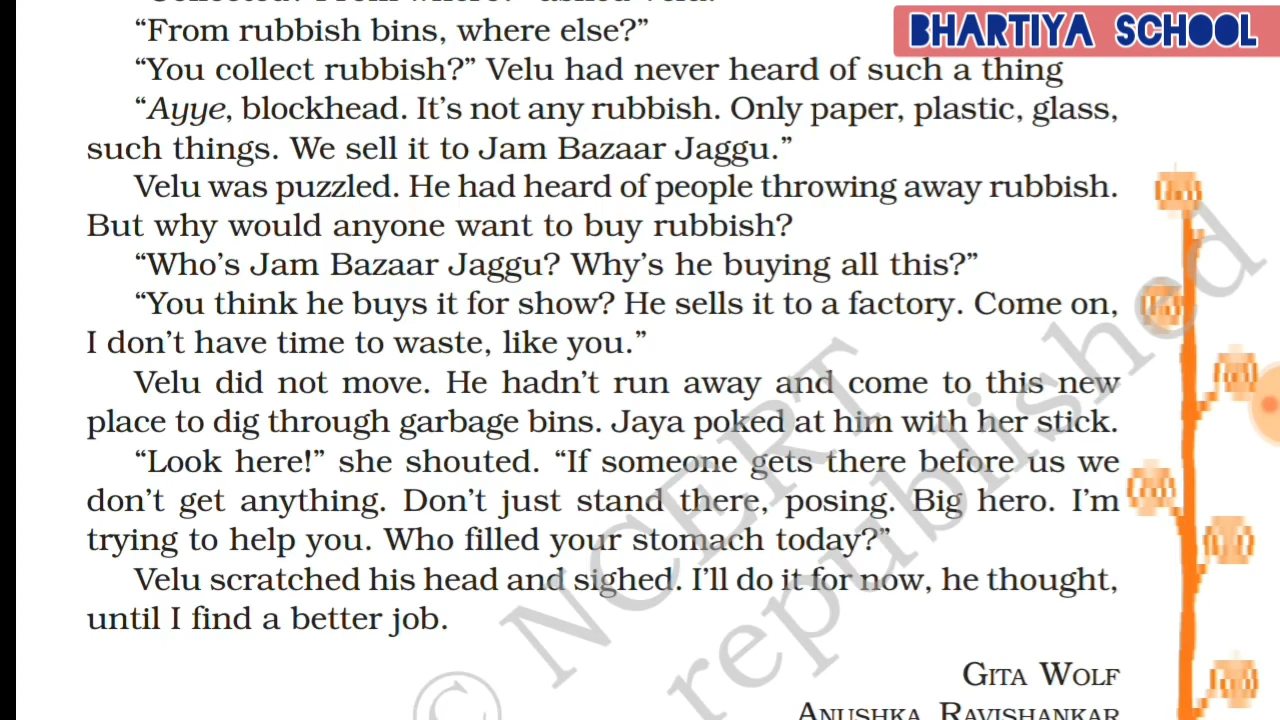 BHARTIYA SCHOOL
“From rubbish bins, where else?”
“You collect rubbish?” Velu had never heard of such a thing
“Ayye, blockhead. It’s not any rubbish. Only paper, plastic, glass,
such things. We sell it to Jam Bazaar Jaggu.”
Velu was puzzled. He had heard of people throwing away rubbish.
But why would anyone want to buy rubbish?
“Who’s Jam Bazaar Jaggu? Why’s he buying all this?”
“You think he buys it for show? He sells it to a factory. Come on,
I don’t have time to waste, like you.”
Velu did not move. He hadn’t run away and come to this new
place to dig through garbage bins. Jaya poked at him with her stick.
“Look here!” she shouted. “If someone gets there before us we
don’t get anything. Don’t just stand there, posing. Big hero. I’m
trying to help you. Who filled your stomach today?”
Velu scratched his head and sighed. I’ll do it for now, he thought,
until I find a better job.
GITA WOLF
ANUSHKA RAVISHANKAR
© NCERT
republished